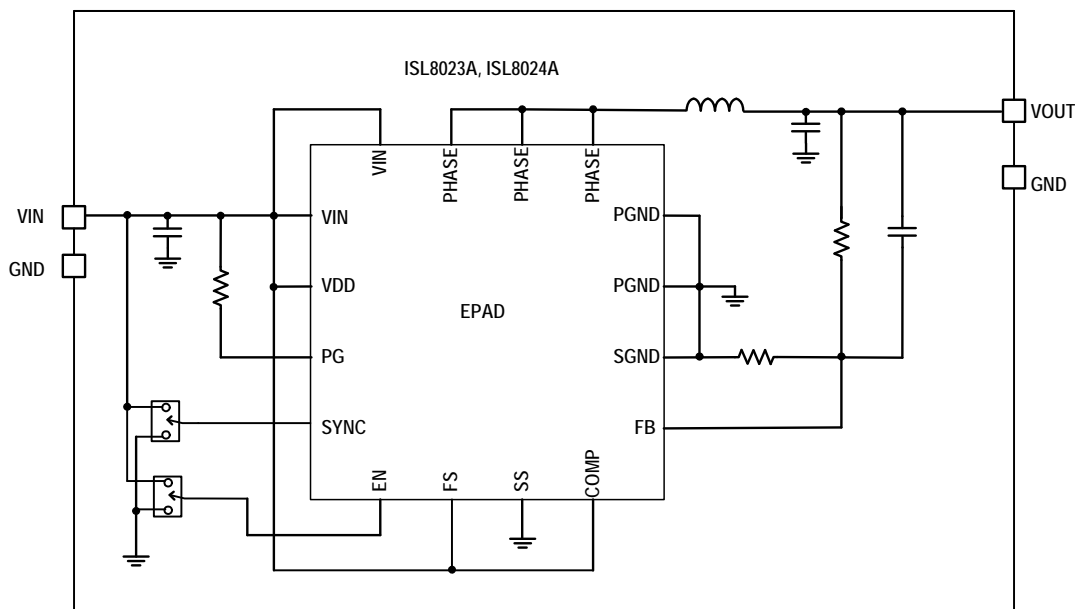 ISL8023A, ISL8024A
VOUT
GND
VIN
GND
VIN
PHASE
PHASE
PHASE
VIN
VDD
PG
SYNC
EPAD
PGND
PGND
SGND
FB
EN
FS
SS
COMP